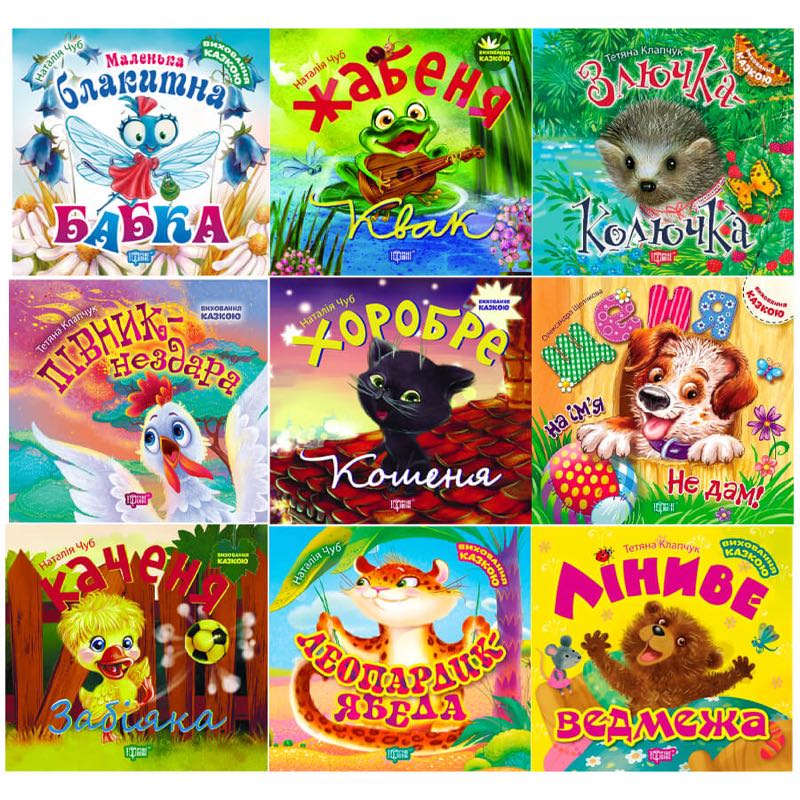 Наталія Чуб
ВИХОВАННЯ
КАЗКОЮ
Маленька
блакитна
БАБКА
Торсінг
Наталія Чуб
ВИХОВАННЯ
КАЗКОЮ
Жабеня
Квак
Торсінг
Тетяна Клапчук
ВИХОВАННЯ
КАЗКОЮ
Злючка-
Колючка
Торсінг
Тетяна Клапчук
ВИХОВАННЯ
КАЗКОЮ
Півник-
нездара
Торсінг
Наталія Чуб
ВИХОВАННЯ
КАЗКОЮ
Хоробре
Кошеня
Торсінг
Олександра Шипікова
ВИХОВАННЯ
КАЗКОЮ
Щеня
на ім'я
Не дам!
Торсінг
Наталія Чуб
ВИХОВАННЯ
КАЗКОЮ
Каченя
Забіяка
Торсінг
Наталія Чуб
ВИХОВАННЯ
КАЗКОЮ
ЛЕОПАРДИК-
ЯБЕДА
Торсінг
Тетяна Клапчук
ВИХОВАННЯ
КАЗКОЮ
Ліниве
ВЕДМЕЖА
Торсінг